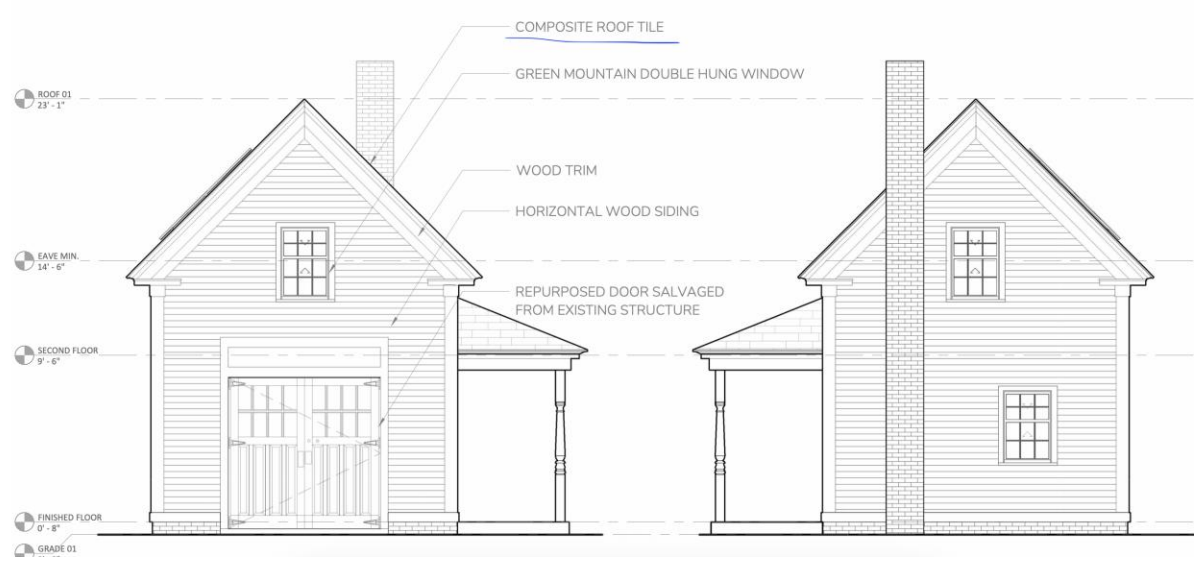 COMPOSITE ROOF TILE
GREEN MOUNTAIN DOUBLE HUNG WINDOW
ROOF 01
23' - 1"
WOOD TRIM
HORIZONTAL WOOD SIDING
EAVE MIN.
14' - 6"
REPURPOSED DOOR SALVAGED
FROM EXISTING STRUCTURE
SECOND FLOOR
9' - 6"
FINISHED FLOOR
0' - 8"
GRADE 01